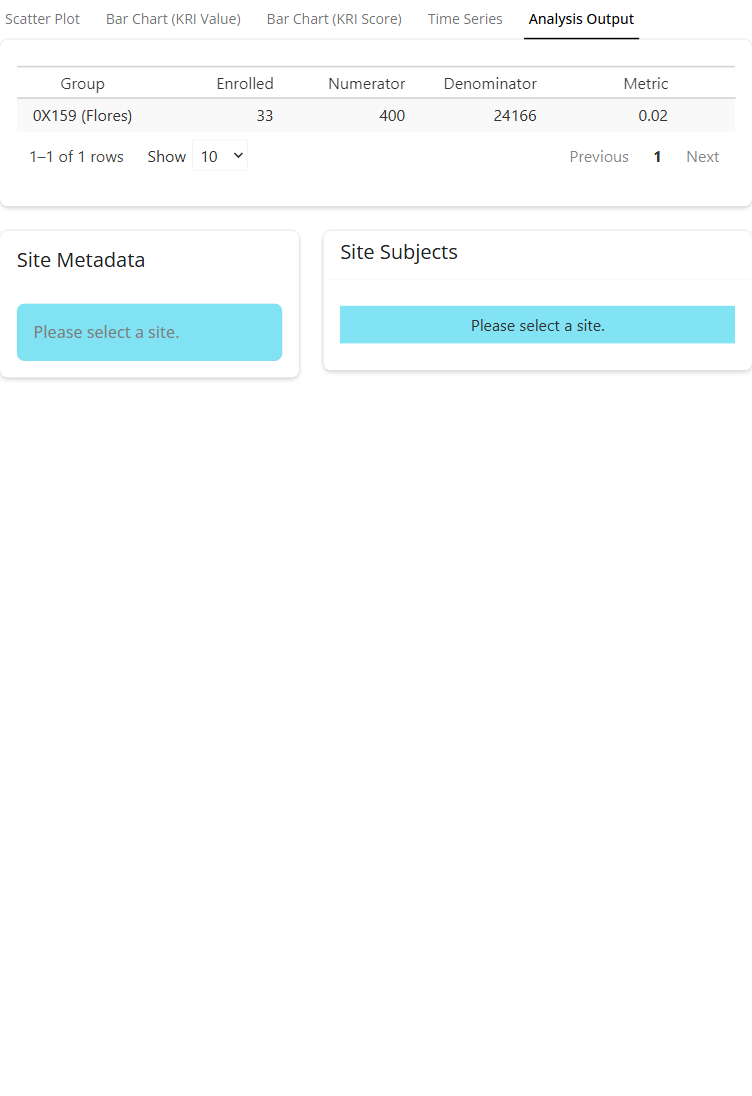 Scatter Plot Bar Chart (KRI Value) Bar Chart (KRI Score) Time Series Analysis Output
Group Enrolled Numerator Denominator Metric
0X159 (Flores) 33 400 24166 0.02
1–1 of 1 rows Show 10 Previous 1 Next
Site Metadata
Please select a site.
Site Subjects
Please select a site.